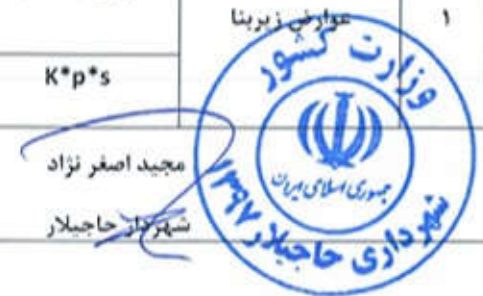 ۱ عوارض زیربنا
K*p*s
وزارت کشور
جمهوری اسلامی ایران
شهرداری حاجیلار ۱۳۹۷
مجید اصغر نژاد
شهردار حاجیلار